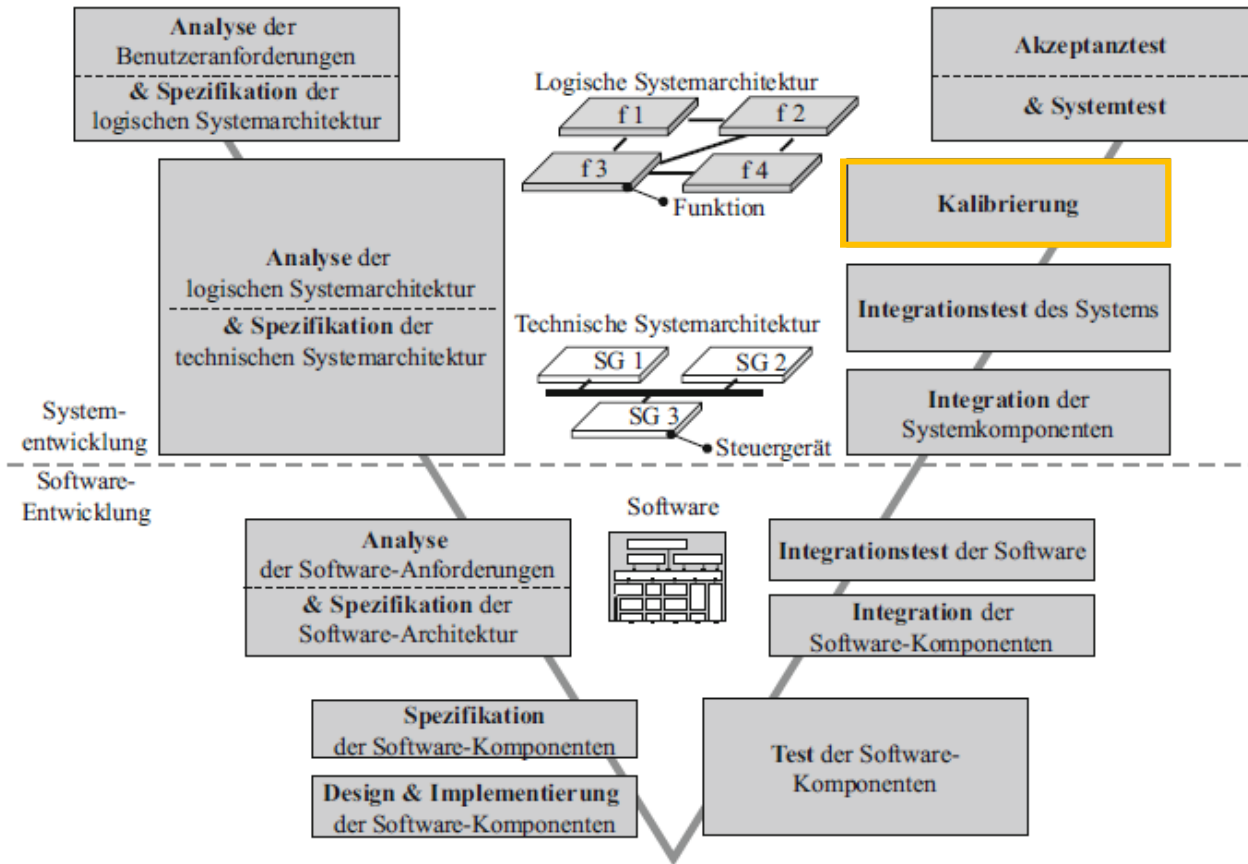 Analyse der
Benutzeranforderungen
& Spezifikation der
logischen Systemarchitektur
Analyse der
logischen Systemarchitektur
& Spezifikation der
technischen Systemarchitektur
System-
entwicklung
Software-
Entwicklung
Analyse
der Software-Anforderungen
& Spezifikation der
Software-Architektur
Spezifikation
der Software-Komponenten
Design & Implementierung
der Software-Komponenten
Logische Systemarchitektur
f 1
f 2
f 3
f 4
Funktion
Technische Systemarchitektur
SG 1
SG 2
SG 3
Steuergerät
Software
Akzeptanztest
& Systemtest
Kalibrierung
Integrationstest des Systems
Integration der
Systemkomponenten
Integrationstest der Software
Integration der
Software-Komponenten
Test der Software-
Komponenten